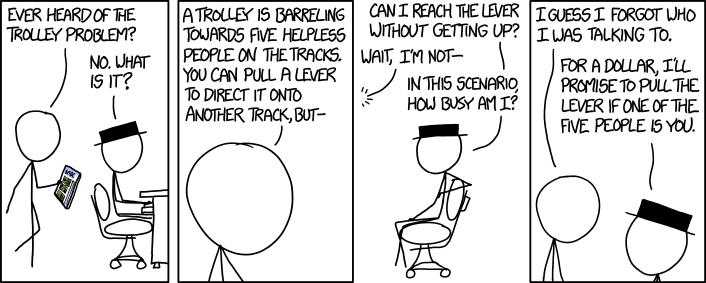 EVER HEARD OF THE
TROLLEY PROBLEM?
NO. WHAT
IS IT?
A TROLLEY IS BARRELING
TOWARDS FIVE HELPLESS
PEOPLE ON THE TRACKS.
YOU CAN PULL A LEVER
TO DIRECT IT ONTO
ANOTHER TRACK, BUT—
CAN I REACH THE LEVER
WITHOUT GETTING UP?
WAIT, I'M NOT—
IN THIS SCENARIO,
HOW BUSY AM I?
I GUESS I FORGOT WHO
I WAS TALKING TO.
FOR A DOLLAR, I'LL
PROMISE TO PULL THE
LEVER IF ONE OF THE
FIVE PEOPLE IS YOU.